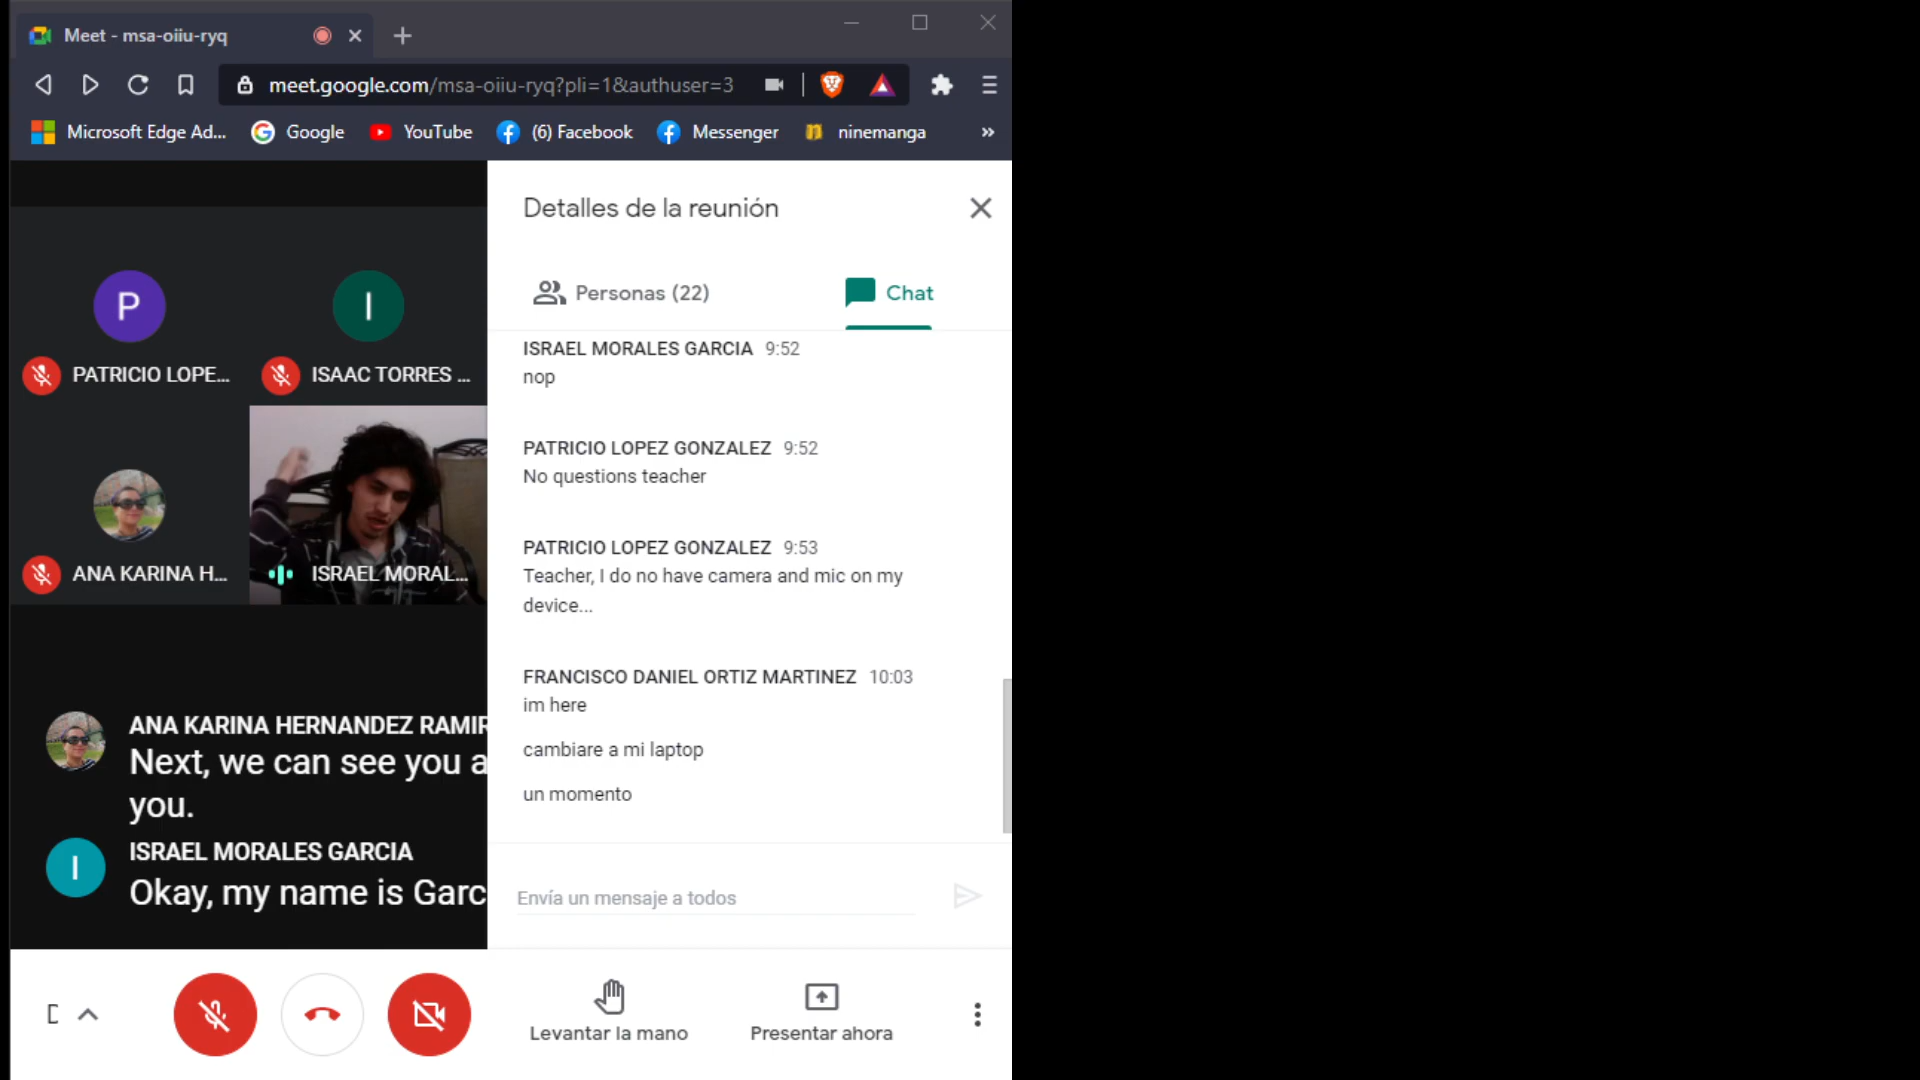 Meet - msa-oiiu-ryq
meet.google.com/msa-oiiu-ryq?pli=1&authuser=3
Microsoft Edge Ad...
Google
YouTube
(6) Facebook
Messenger
ninemanga
Detalles de la reunión
Personas (22)
Chat
P
I
PATRICIO LOPE...
ISAAC TORRES ...
ANA KARINA H...
ISRAEL MORAL...
ANA KARINA HERNANDEZ RAMIR
Next, we can see you a
you.
I
ISRAEL MORALES GARCIA
Okay, my name is Garc
ISRAEL MORALES GARCIA 9:52
nop
PATRICIO LOPEZ GONZALEZ 9:52
No questions teacher
PATRICIO LOPEZ GONZALEZ 9:53
Teacher, I do no have camera and mic on my
device...
FRANCISCO DANIEL ORTIZ MARTINEZ 10:03
im here
cambiare a mi laptop
un momento
Envía un mensaje a todos
Levantar la mano
Presentar ahora